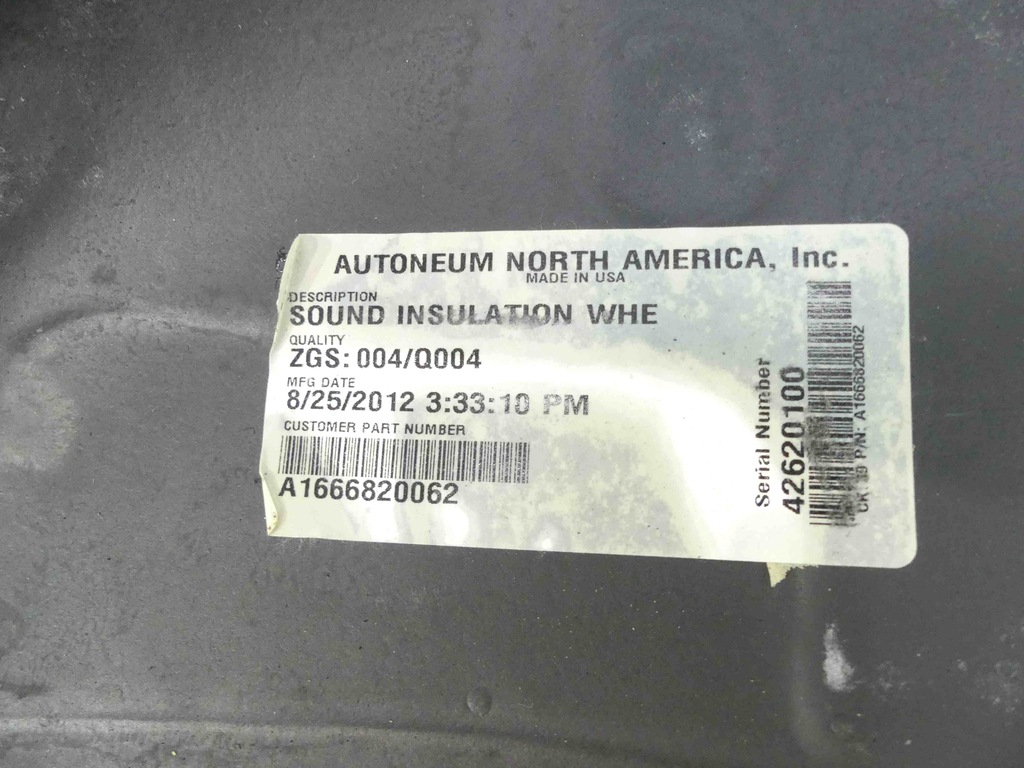 AUTONEUM NORTH AMERICA, Inc.
MADE IN USA
DESCRIPTION
SOUND INSULATION WHE
QUALITY
ZGS: 004/Q004
MFG DATE
8/25/2012 3:33:10 PM
CUSTOMER PART NUMBER
A1666820062
Serial Number
42620100
CK P/N: A1666820062